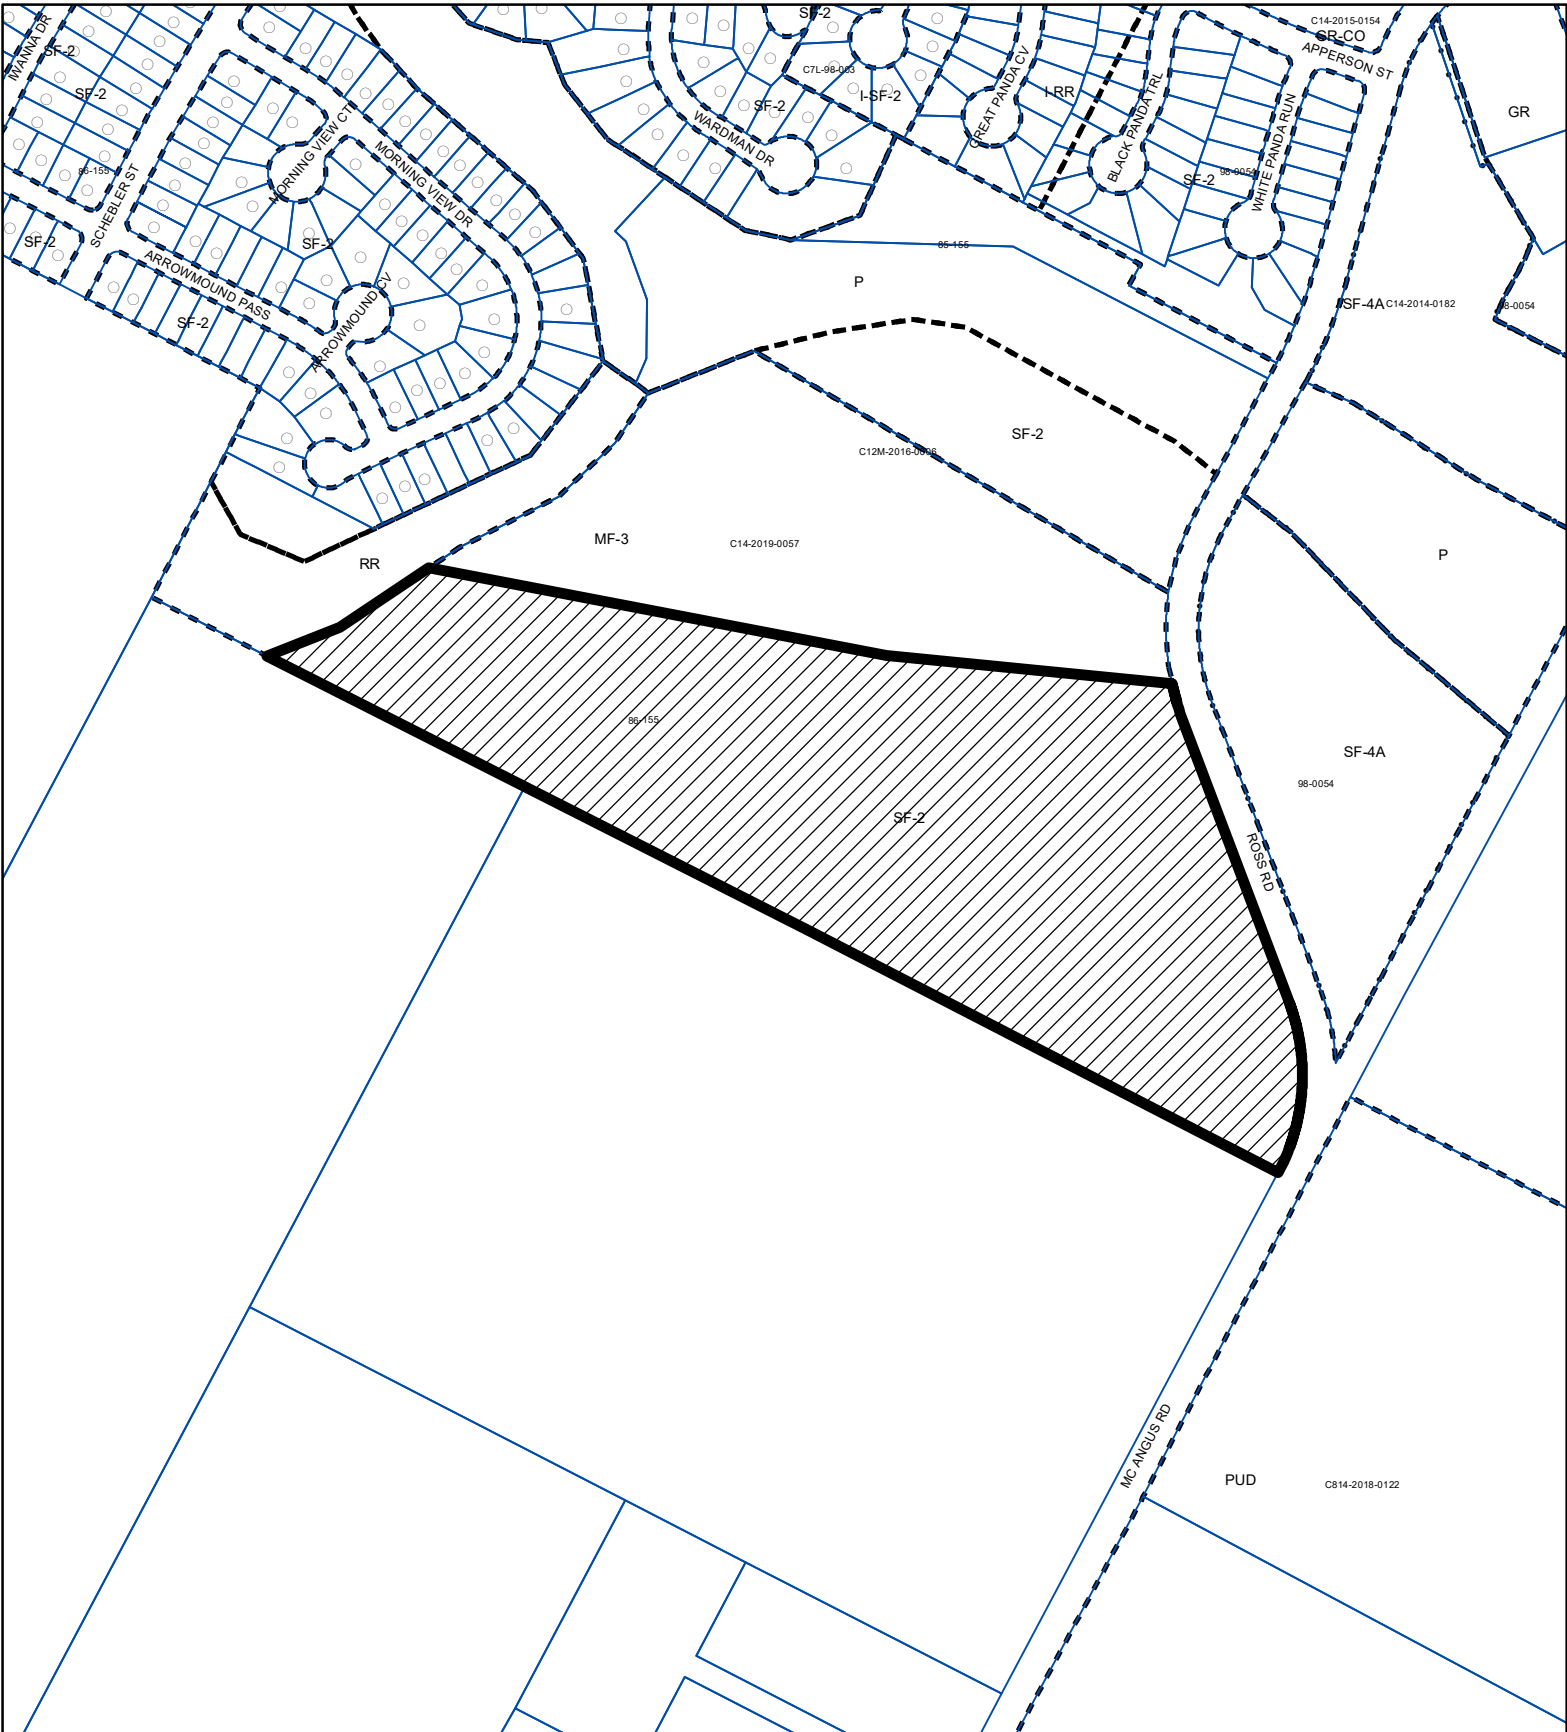 C14-2015-0154
SF-2
IWANNA DR
GR-CO
SF-2
APPERSON ST
C7L-98-003
GREAT PANDA CV
SF-2
I-SF-2
I-RR
SF-2
GR
BLACK PANDA TRL
WHITE PANDA RUN
WARDMAN DR
MORNING VIEW CT
MORNING VIEW DR
86-155
98-0054
SF-2
SCHEBLER ST
SF-2
SF-2
85-155
ARROWMOUND PASS
P
SF-4A
C14-2014-0182
98-0054
SF-2
ARROWMOUND CV
SF-2
C12M-2016-0006
MF-3
C14-2019-0057
P
RR
86-155
SF-4A
98-0054
SF-2
ROSS RD
MC ANGUS RD
PUD
C814-2018-0122